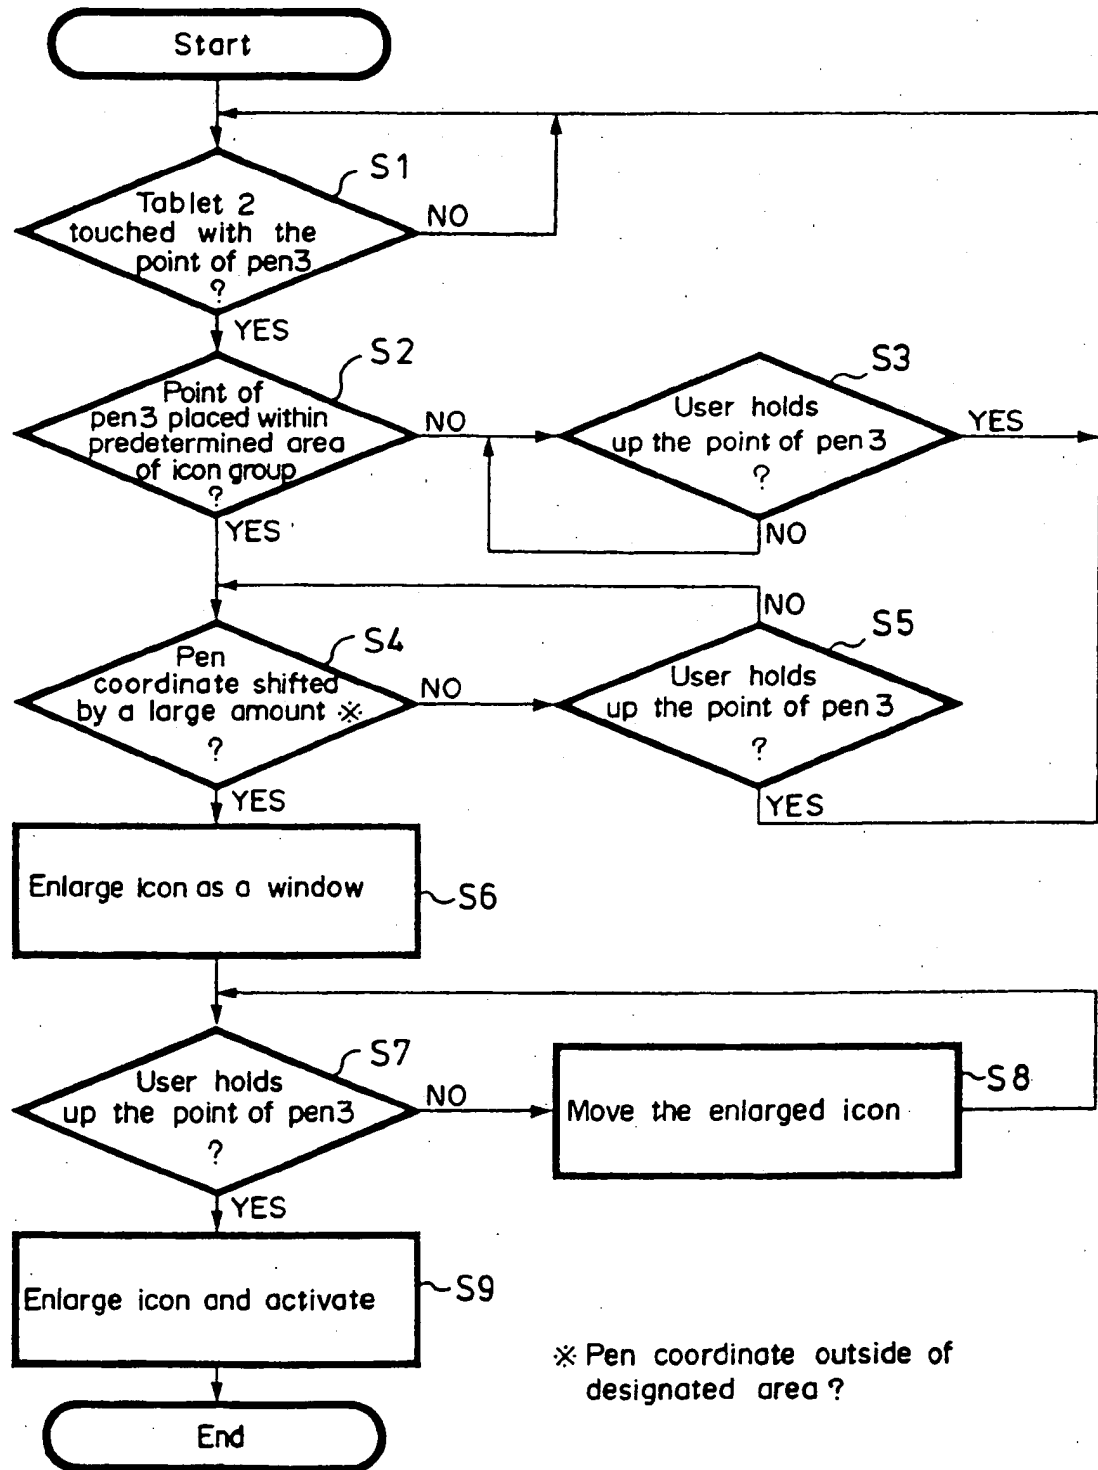 Start
S1
Tablet 2
touched with the
point of pen3
?
NO
YES
S2
Point of
pen3 placed within
predetermined area
of icon group
?
NO
YES
S3
User holds
up the point of pen 3
?
YES
NO
S4
Pen
coordinate shifted
by a large amount ※
?
NO
YES
NO
S5
User holds
up the point of pen 3
?
YES
Enlarge icon as a window
S6
S7
User holds
up the point of pen3
?
NO
YES
S8
Move the enlarged icon
Enlarge icon and activate
S9
※ Pen coordinate outside of
designated area ?
End